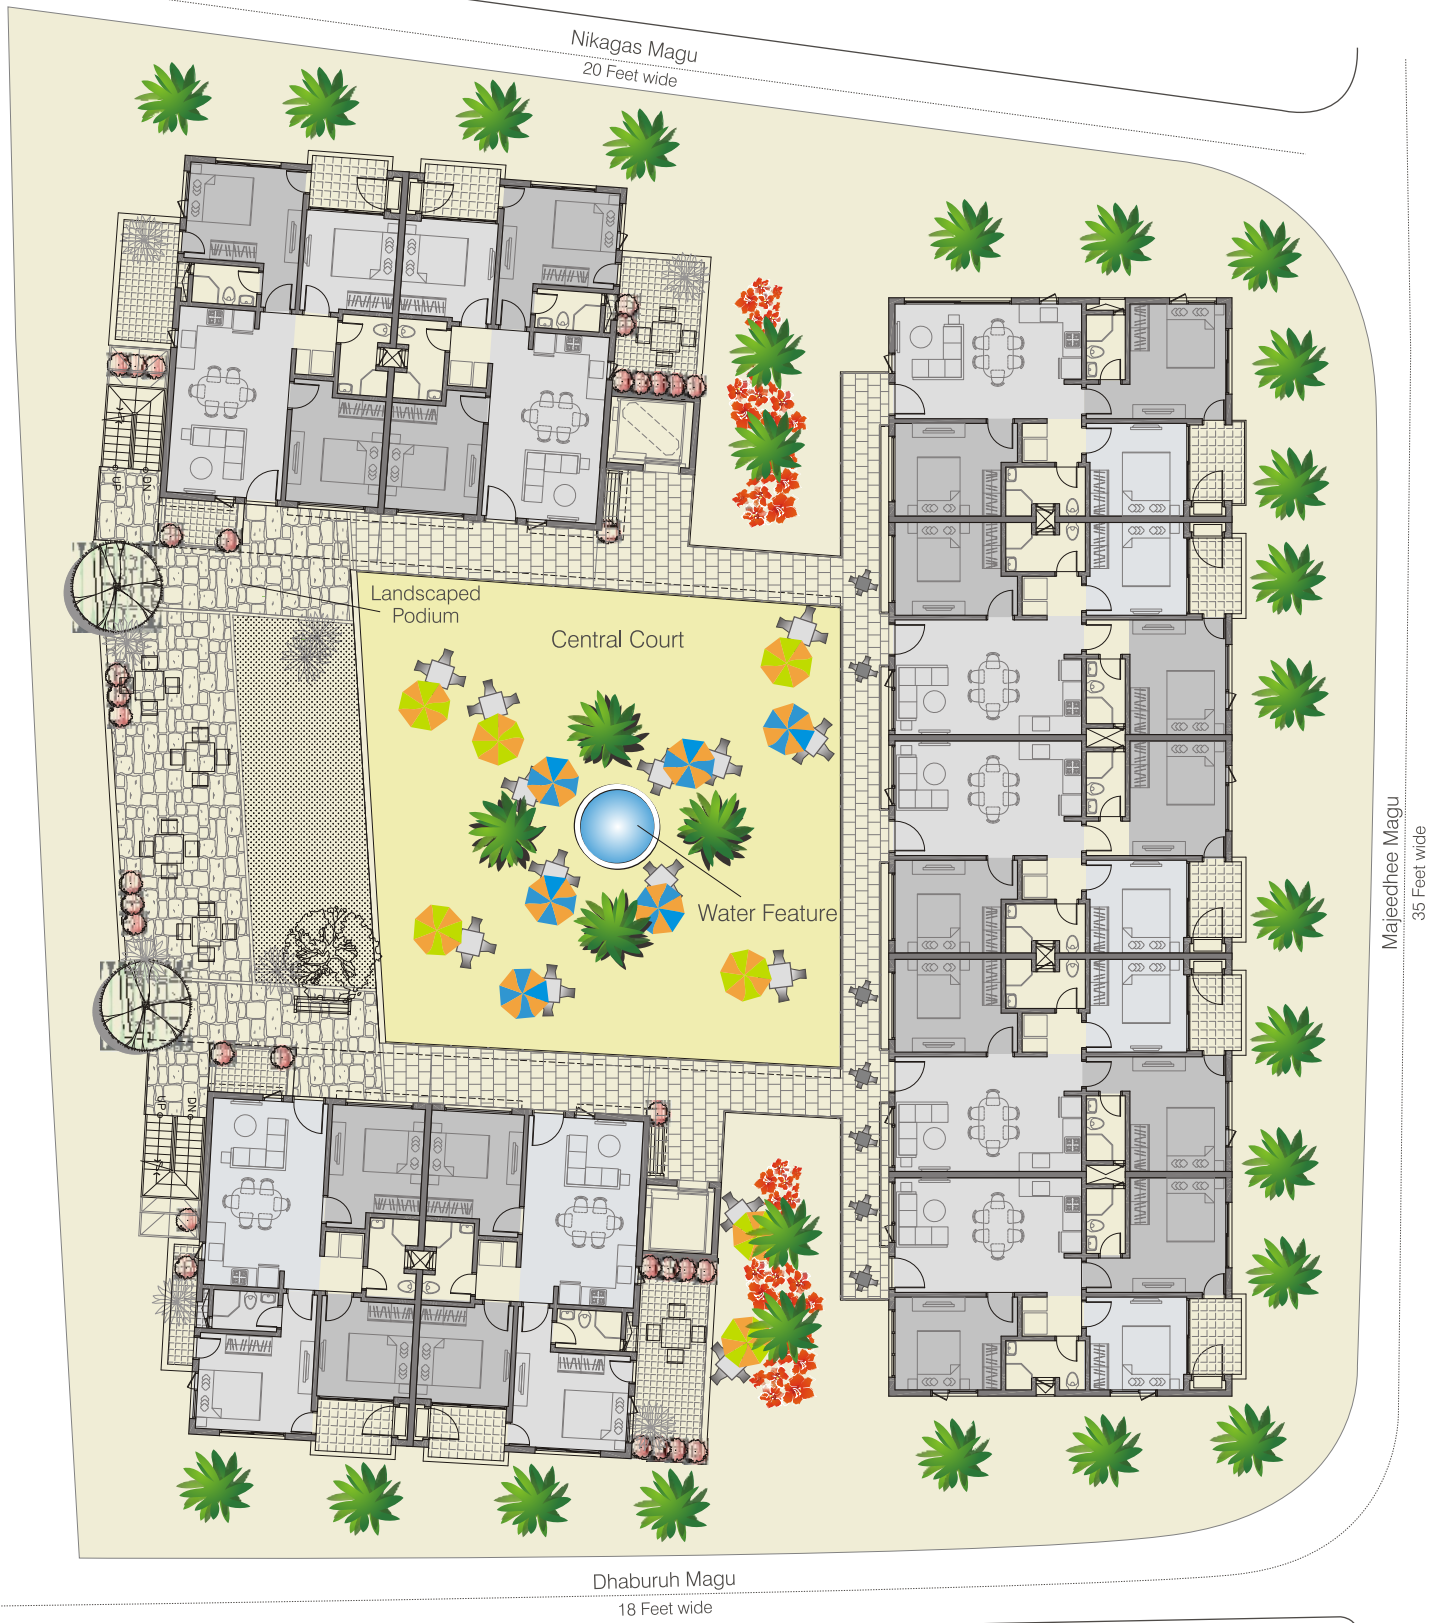 Nikagas Magu
20 Feet wide
UP
DN
Landscaped
Podium
Central Court
Water Feature
Majeedhee Magu
35 Feet wide
UP
DN
Dhaburuh Magu
18 Feet wide